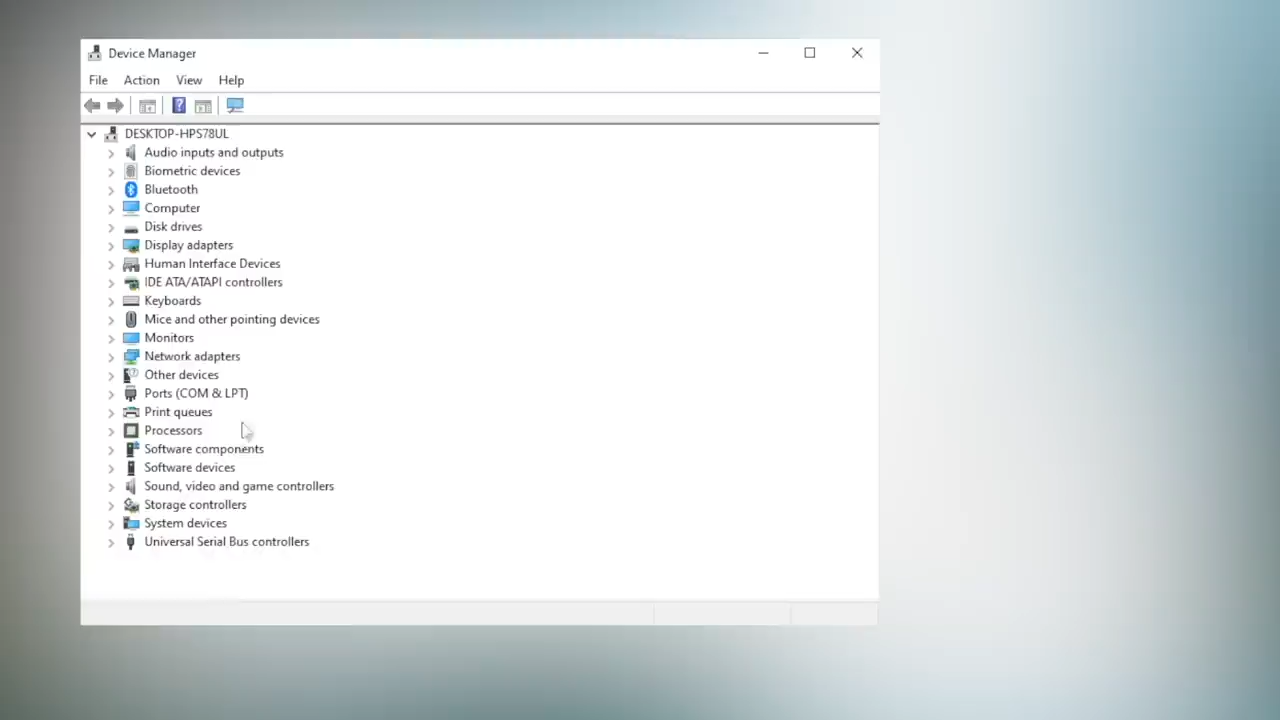 Device Manager
File Action View Help
DESKTOP-HPS78UL
Audio inputs and outputs
Biometric devices
Bluetooth
Computer
Disk drives
Display adapters
Human Interface Devices
IDE ATA/ATAPI controllers
Keyboards
Mice and other pointing devices
Monitors
Network adapters
Other devices
Ports (COM & LPT)
Print queues
Processors
Software components
Software devices
Sound, video and game controllers
Storage controllers
System devices
Universal Serial Bus controllers